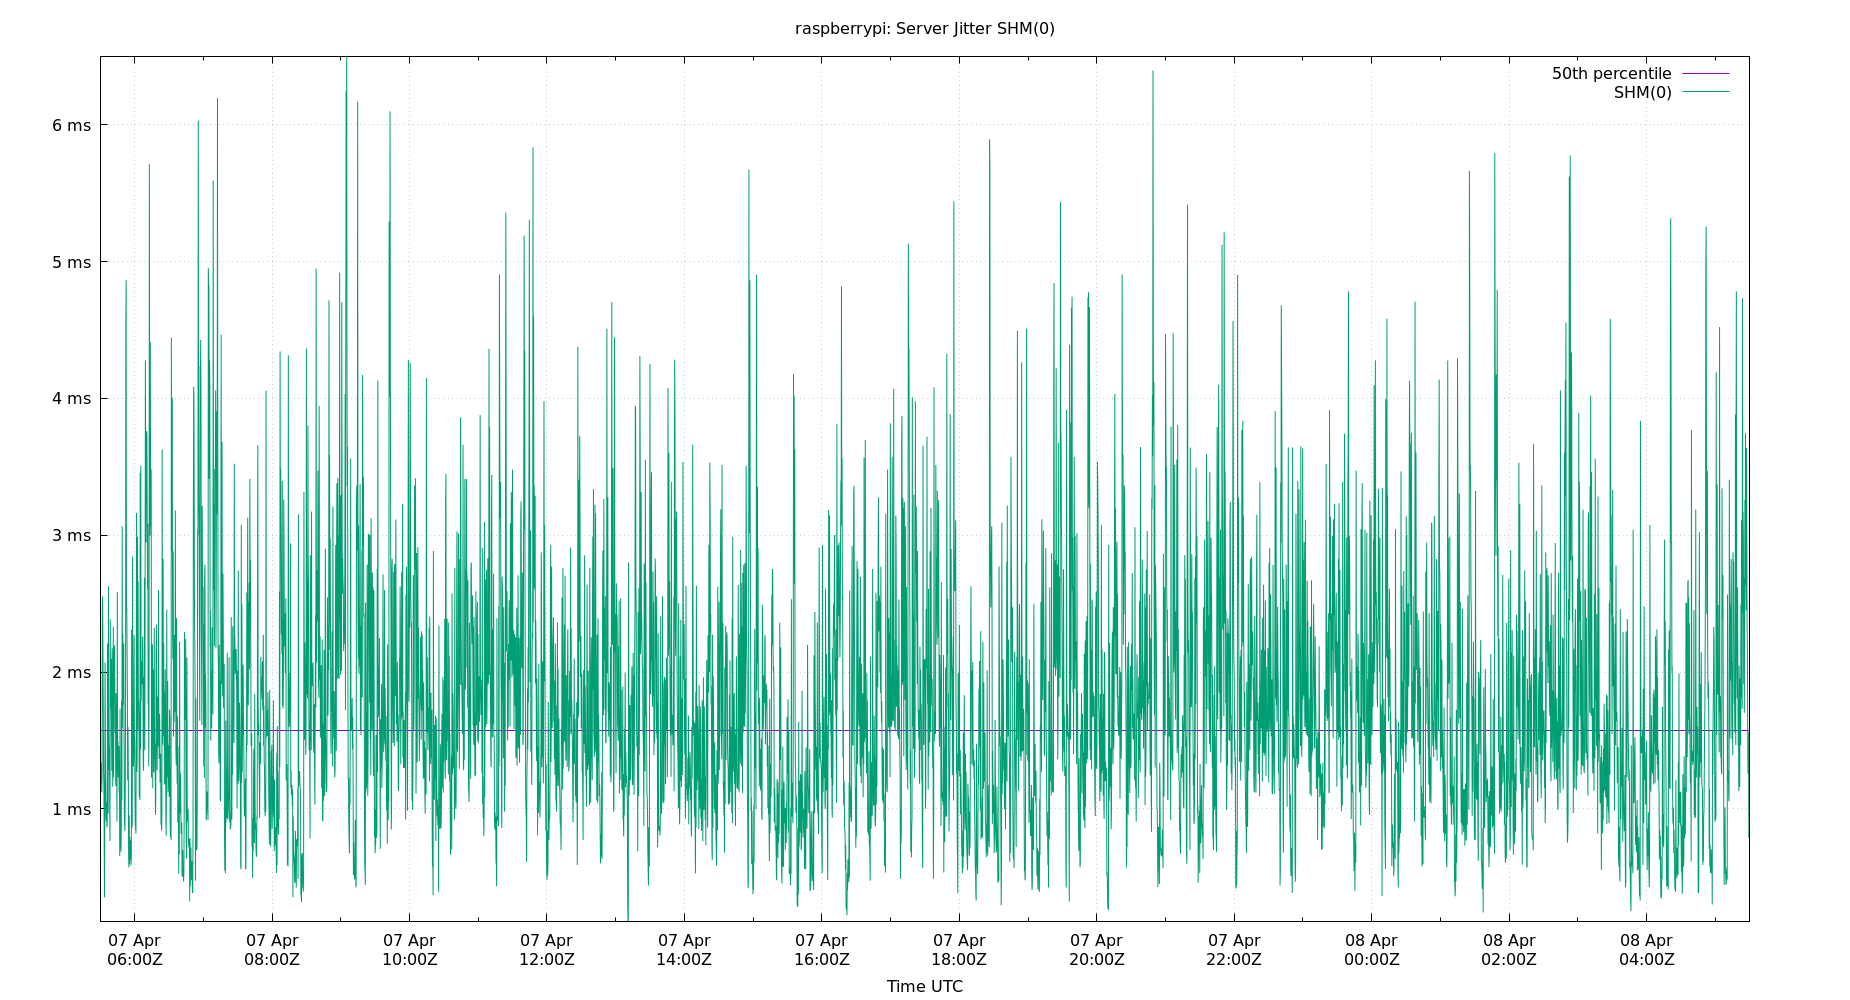 raspberrypi: Server Jitter SHM(0)
50th percentile
SHM(0)
6 ms
5 ms
4 ms
3 ms
2 ms
1 ms
07 Apr 07 Apr 07 Apr 07 Apr 07 Apr 07 Apr 07 Apr 07 Apr 07 Apr 08 Apr 08 Apr 08 Apr
06:00Z 08:00Z 10:00Z 12:00Z 14:00Z 16:00Z 18:00Z 20:00Z 22:00Z 00:00Z 02:00Z 04:00Z
Time UTC